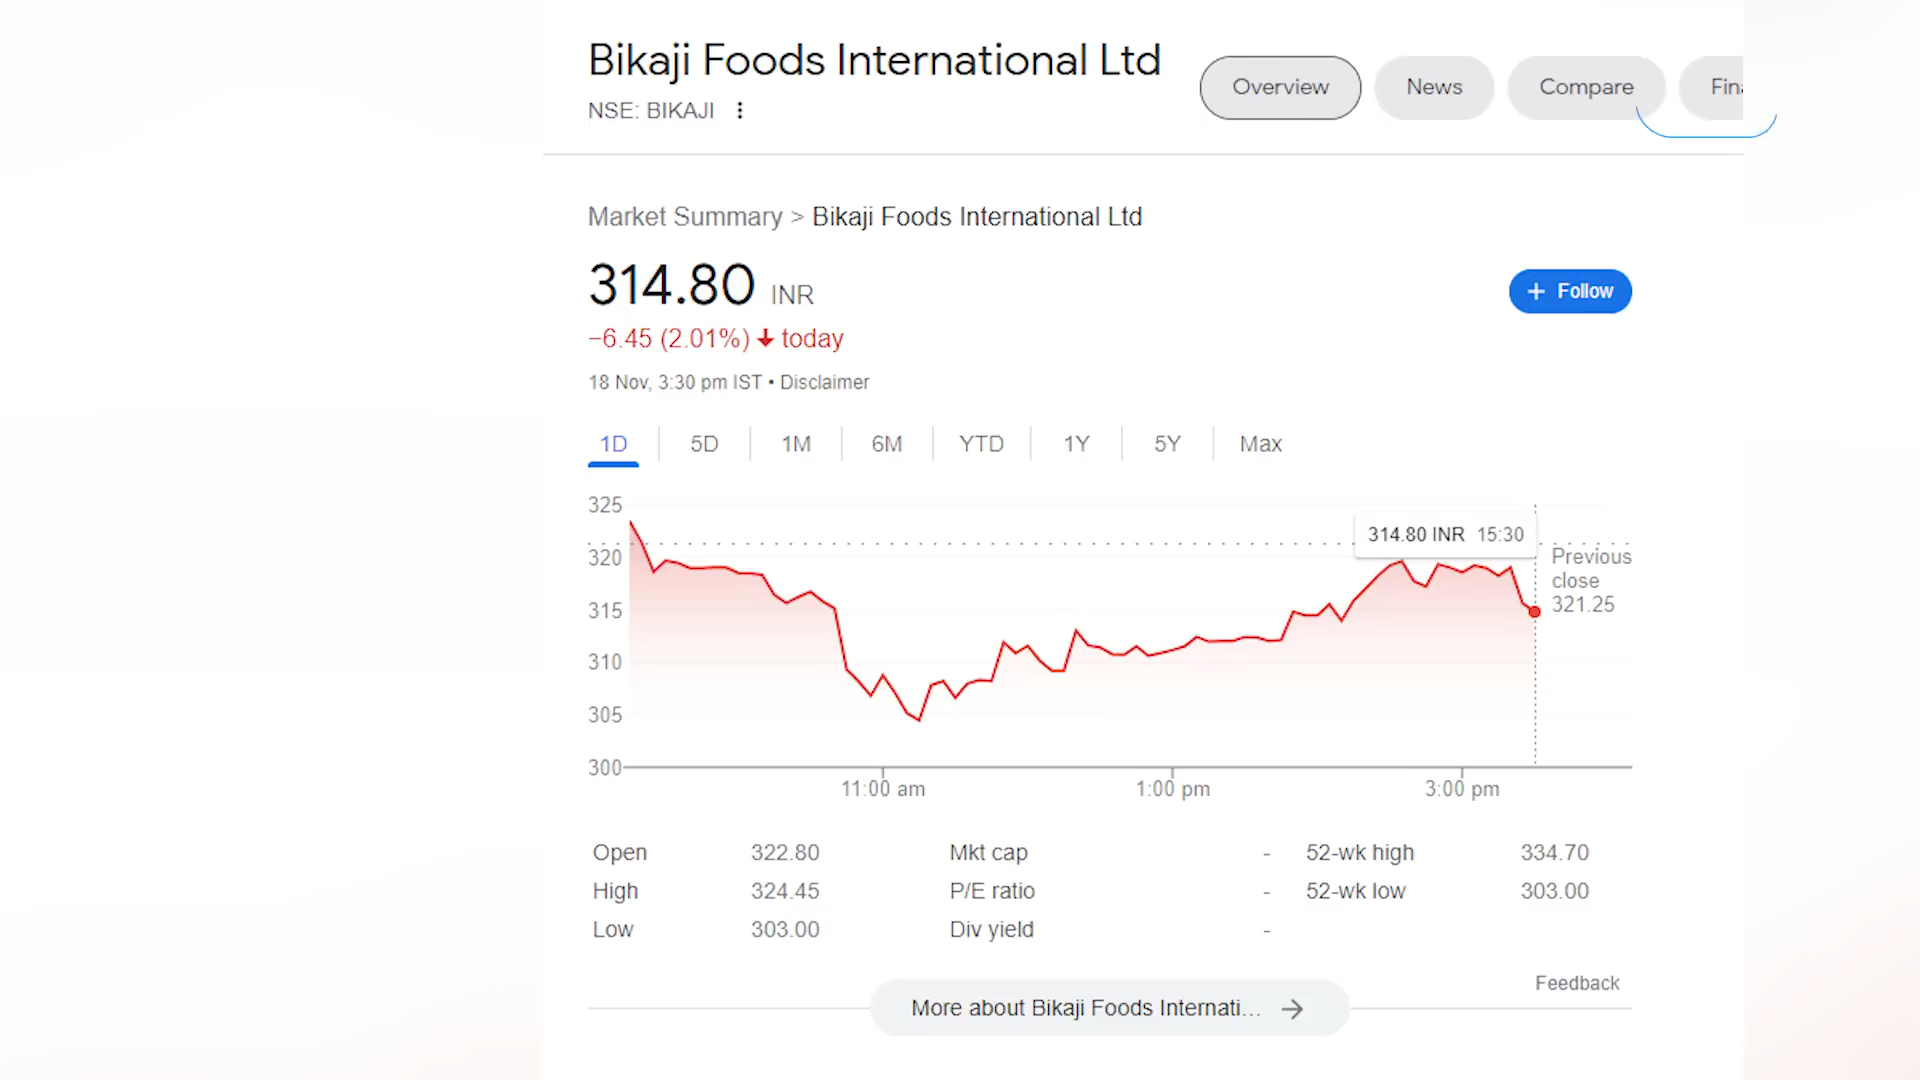 Bikaji Foods International Ltd
NSE: BIKAJI
Overview
News
Compare
Fin
Market Summary > Bikaji Foods International Ltd
314.80 INR
+ Follow
−6.45 (2.01%) ↓ today
18 Nov, 3:30 pm IST • Disclaimer
1D 5D 1M 6M YTD 1Y 5Y Max
325
320
315
310
305
300
314.80 INR 15:30
Previous
close
321.25
11:00 am 1:00 pm 3:00 pm
Open 322.80 Mkt cap - 52-wk high 334.70
High 324.45 P/E ratio - 52-wk low 303.00
Low 303.00 Div yield -
Feedback
More about Bikaji Foods Internati... →